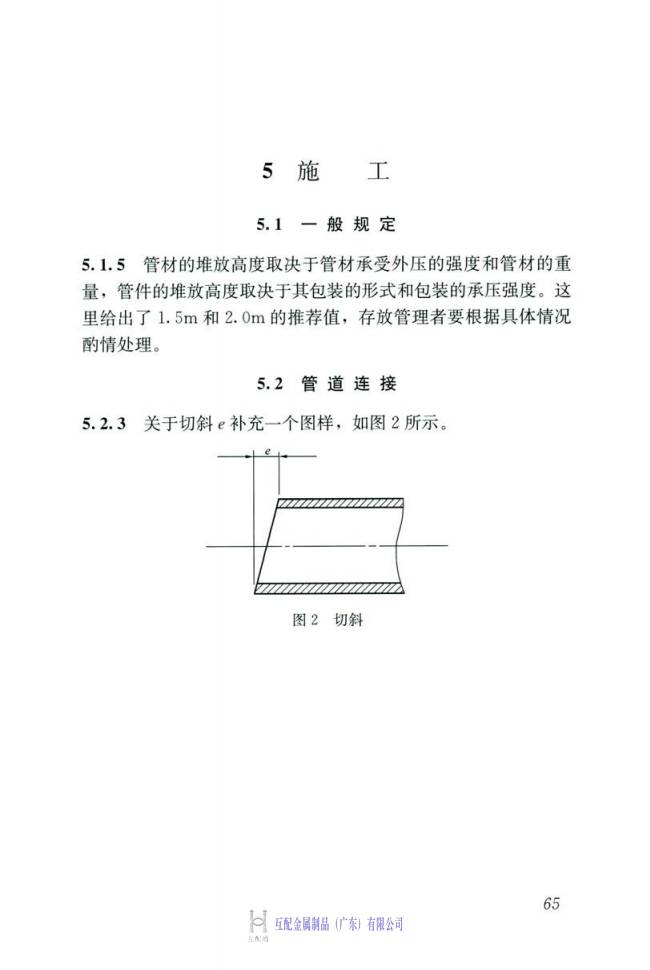 5 施 工
5.1 一般规定
5.1.5 管材的堆放高度取决于管材承受外压的强度和管材的重
量，管件的堆放高度取决于其包装的形式和包装的承压强度。这
里给出了 1.5m 和 2.0m 的推荐值，存放管理者要根据具体情况
酌情处理。
5.2 管道连接
5.2.3 关于切斜 e 补充一个图样，如图 2 所示。
e
图 2 切斜
65
互配金属制品（广东）有限公司